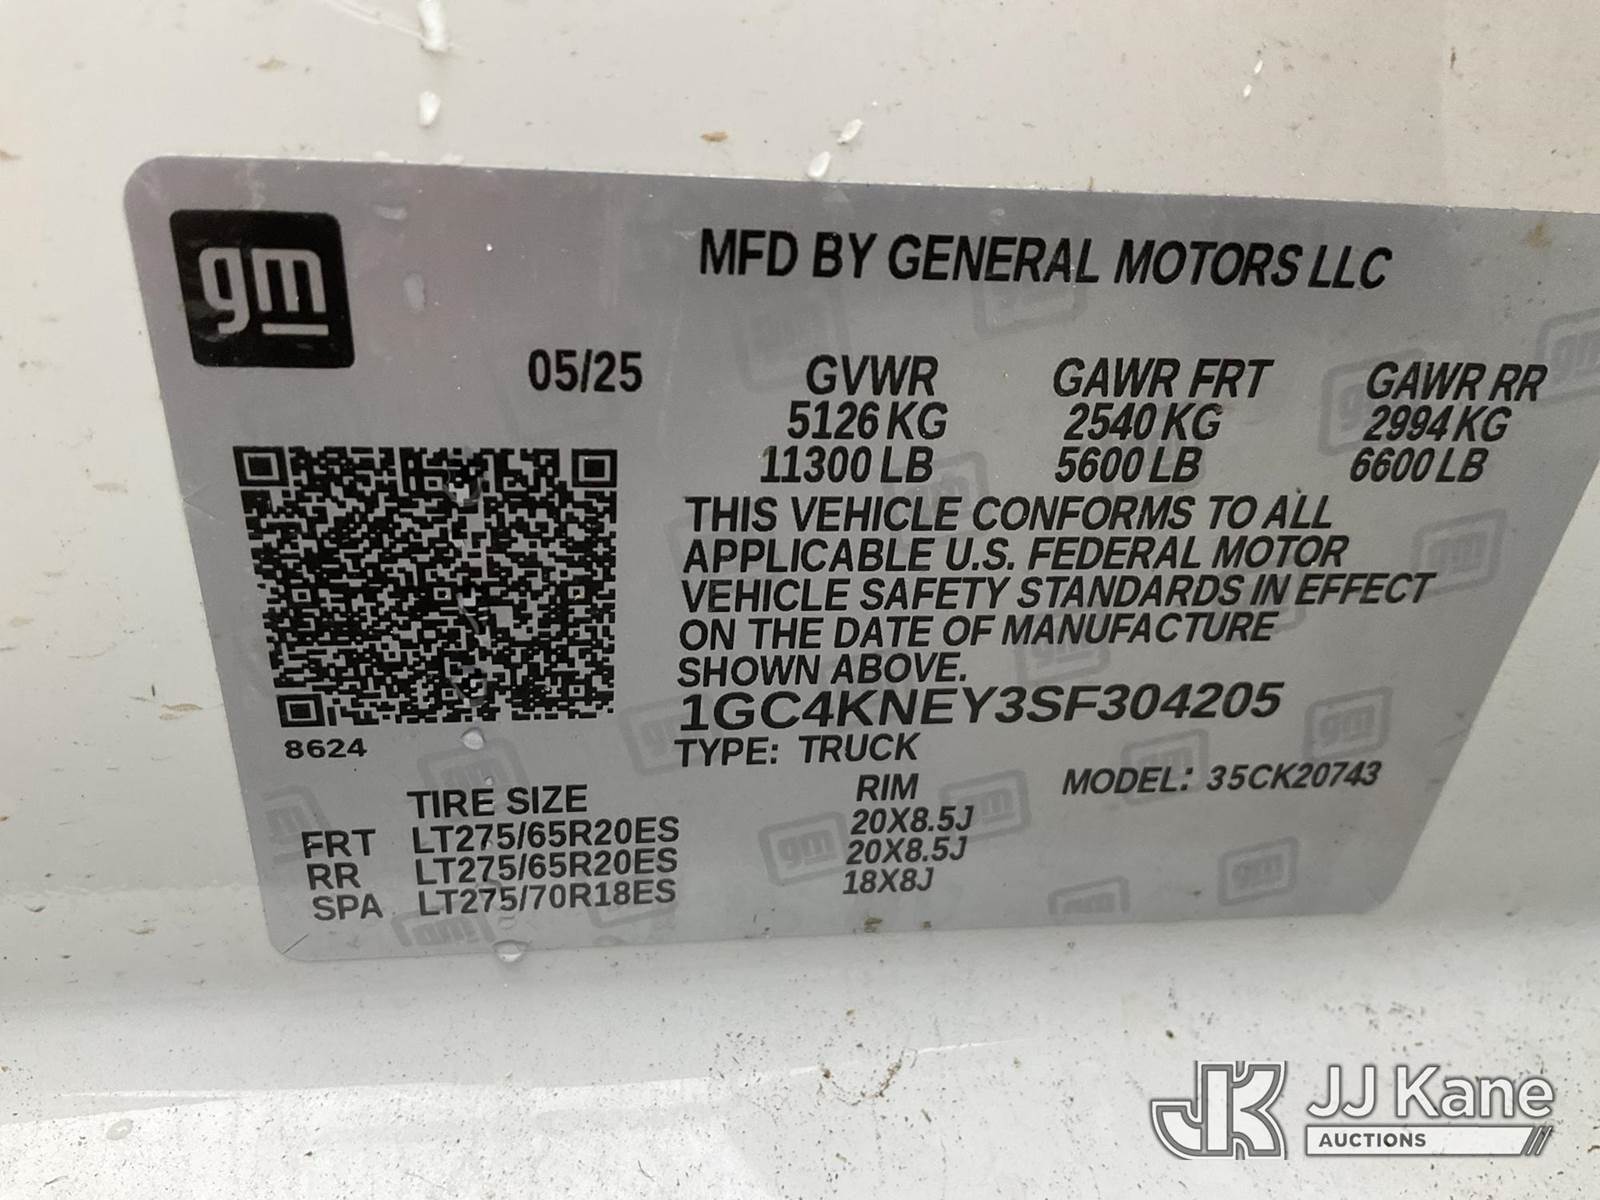 gm
MFD BY GENERAL MOTORS LLC
05/25
GVWR GAWR FRT GAWR RR
5126 KG 2540 KG 2994 KG
11300 LB 5600 LB 6600 LB
THIS VEHICLE CONFORMS TO ALL
APPLICABLE U.S. FEDERAL MOTOR
VEHICLE SAFETY STANDARDS IN EFFECT
ON THE DATE OF MANUFACTURE
SHOWN ABOVE.
1GC4KNEY3SF304205
8624
TYPE: TRUCK
MODEL: 35CK20743
TIRE SIZE RIM
FRT LT275/65R20ES 20X8.5J
RR LT275/65R20ES 20X8.5J
SPA LT275/70R18ES 18X8J
JK JJ Kane
AUCTIONS